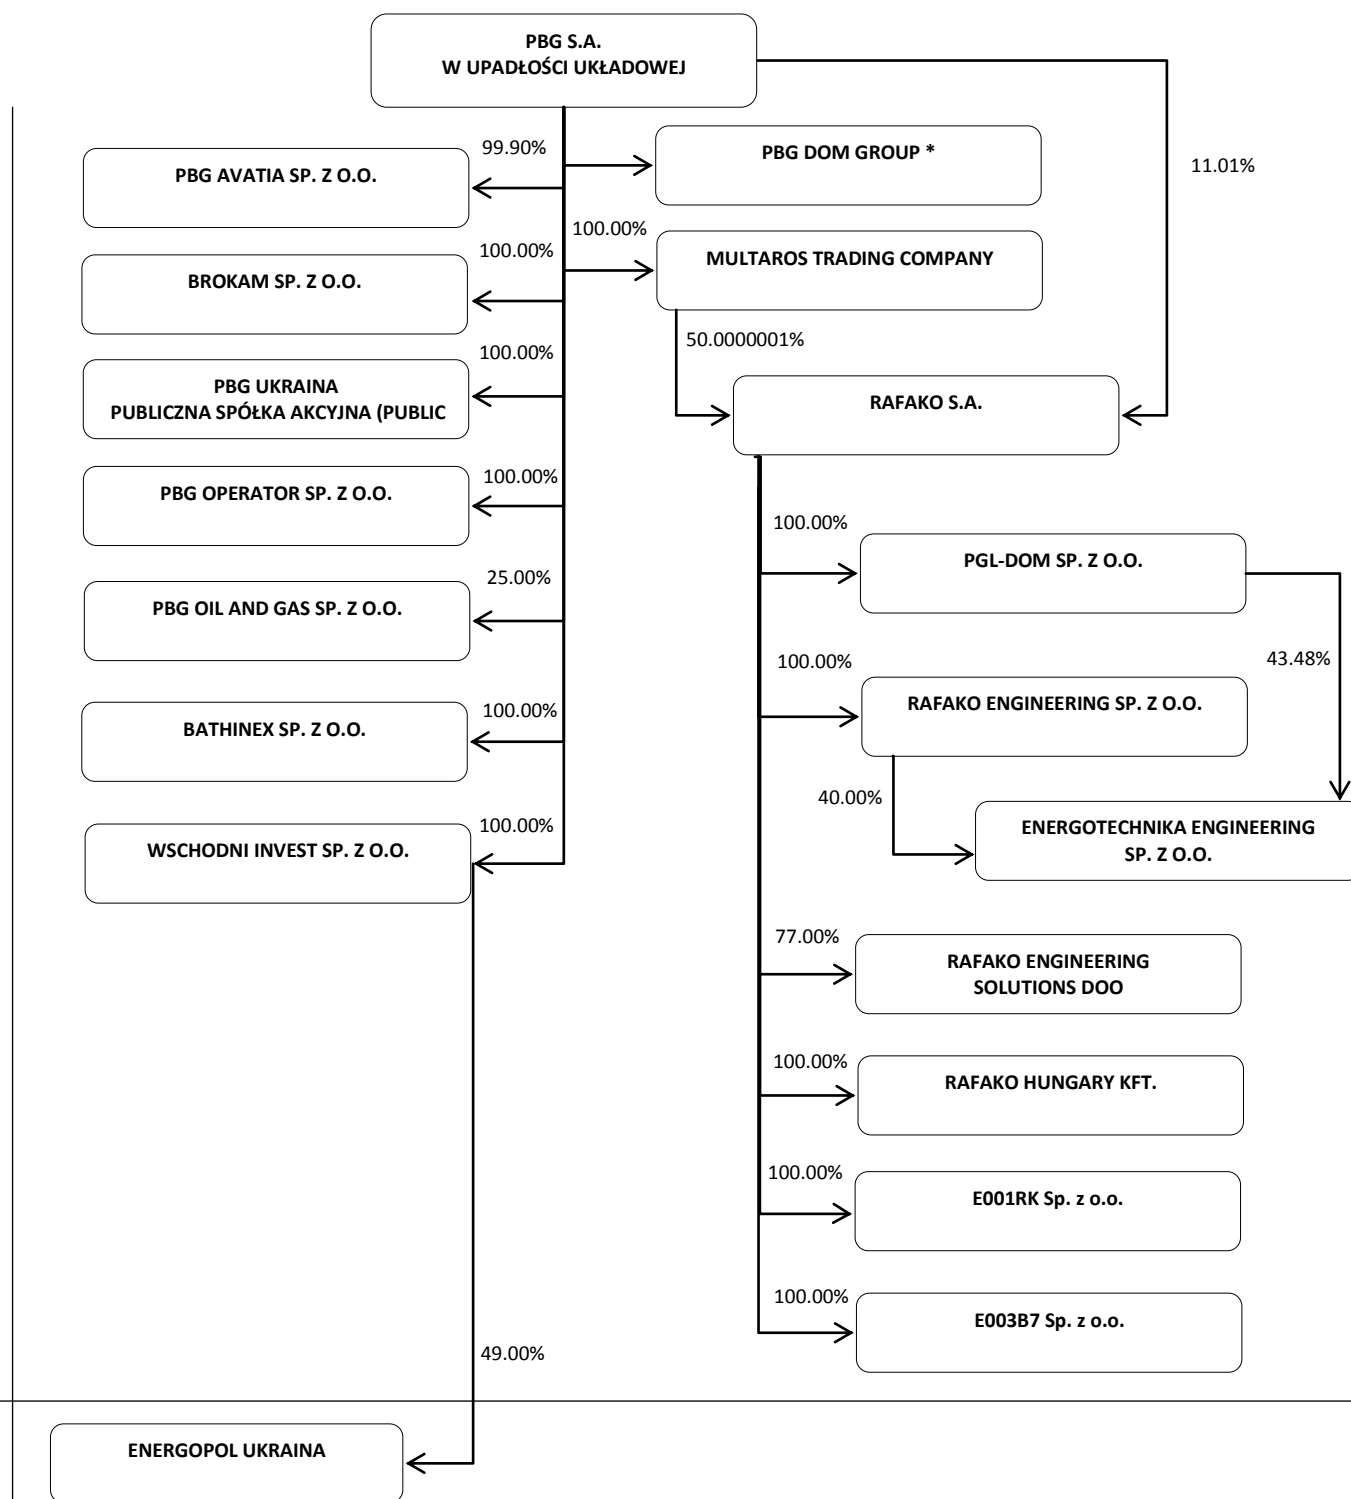 PBG S.A.
W UPADŁOŚCI UKŁADOWEJ
99.90%
PBG DOM GROUP *
11.01%
PBG AVATIA SP. Z O.O.
100.00%
100.00%
MULTAROS TRADING COMPANY
BROKAM SP. Z O.O.
50.0000001%
100.00%
PBG UKRAINA
PUBLICZNA SPÓŁKA AKCYJNA (PUBLIC
RAFAKO S.A.
100.00%
PBG OPERATOR SP. Z O.O.
100.00%
PGL-DOM SP. Z O.O.
25.00%
PBG OIL AND GAS SP. Z O.O.
100.00%
43.48%
RAFAKO ENGINEERING SP. Z O.O.
100.00%
BATHINEX SP. Z O.O.
40.00%
100.00%
ENERGOTECHNIKA ENGINEERING
SP. Z O.O.
WSCHODNI INVEST SP. Z O.O.
77.00%
RAFAKO ENGINEERING
SOLUTIONS DOO
100.00%
RAFAKO HUNGARY KFT.
100.00%
E001RK Sp. z o.o.
100.00%
E003B7 Sp. z o.o.
49.00%
ENERGOPOL UKRAINA